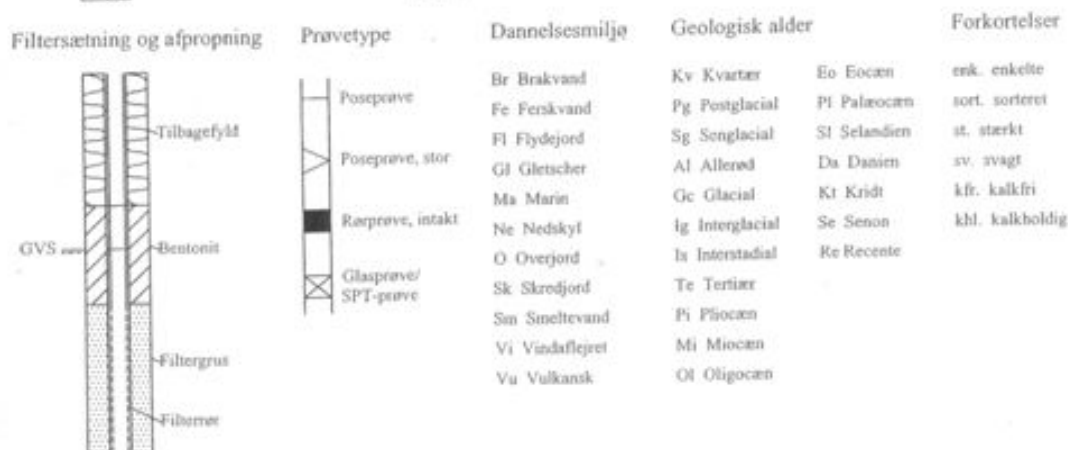 Filtersætning og afpropning
Tilbagefyld
GVS
Bentonit
Filtergrus
Filterrør
Prøvetype
Poseprøve
Poseprøve, stor
Rørprøve, intakt
Glasprøve/
SPT-prøve
Dannelsesmiljø
Br Brakvand
Fe Ferskvand
Fl Flydejord
Gl Gletscher
Ma Marin
Ne Nedskyl
O Overjord
Sk Skredjord
Sm Smeltevand
Vi Vindaflejret
Vu Vulkansk
Geologisk alder
Kv Kvartær
Pg Postglacial
Sg Senglacial
Al Allerød
Gc Glacial
Ig Interglacial
Is Interstadial
Te Tertiær
Pi Pliocæn
Mi Miocæn
Ol Oligocæn
Eo Eocæn
Pl Palæocæn
Sl Selandien
Da Danien
Kt Kridt
Se Senon
Re Recente
Forkortelser
enk. enkelte
sort. sorteret
st. stærkt
sv. svagt
kfr. kalkfri
khl. kalkholdig